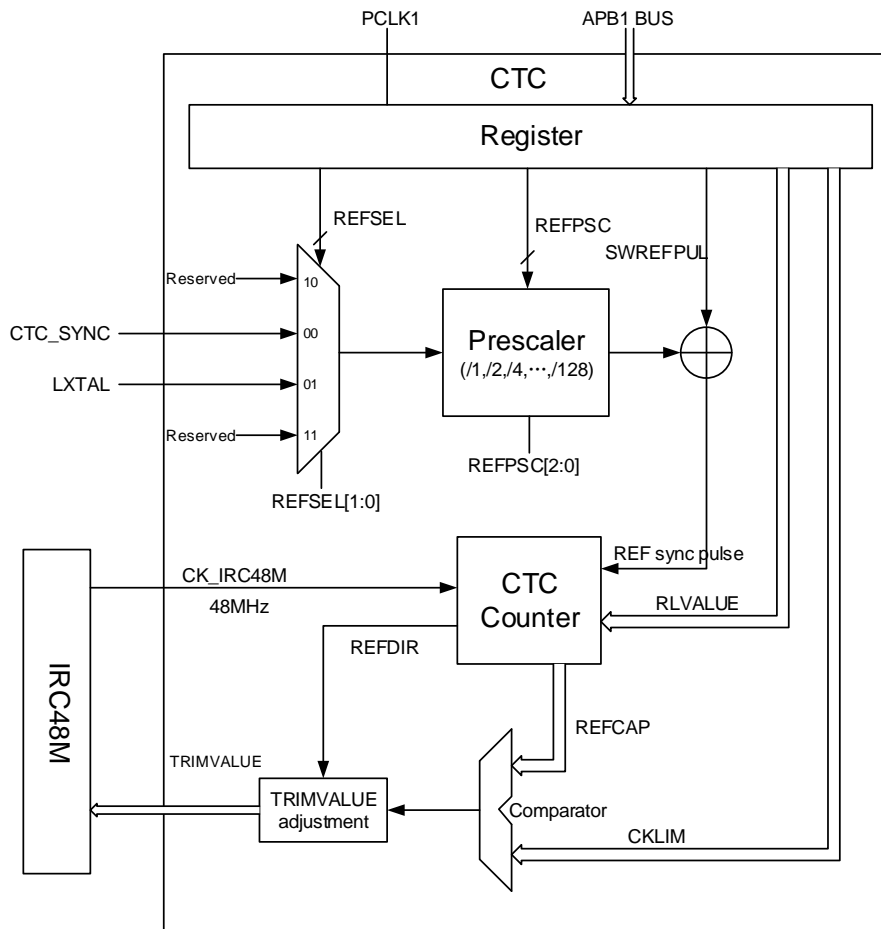 PCLK1
APB1 BUS
CTC
Register
REFSEL
REFPSC
SWREFPUL
Reserved
10
CTC_SYNC
00
Prescaler
(/1,/2,/4,⋯,/128)
LXTAL
01
Reserved
11
REFPSC[2:0]
REFSEL[1:0]
REF sync pulse
CK_IRC48M
48MHz
CTC
Counter
RLVALUE
REFDIR
IRC48M
REFCAP
TRIMVALUE
TRIMVALUE
adjustment
Comparator
CKLIM